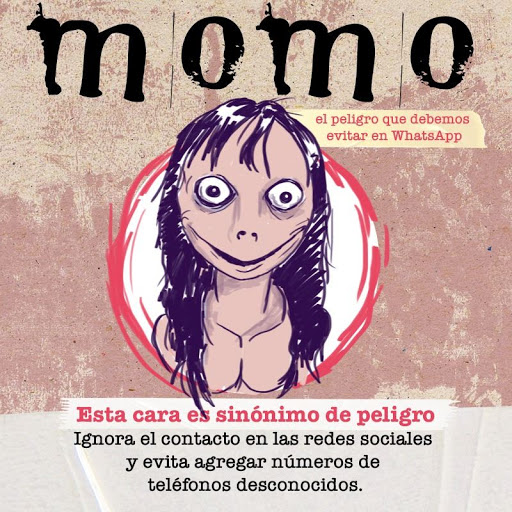 momo
el peligro que debemos
evitar en WhatsApp
Esta cara es sinónimo de peligro
Ignora el contacto en las redes sociales
y evita agregar números de
teléfonos desconocidos.